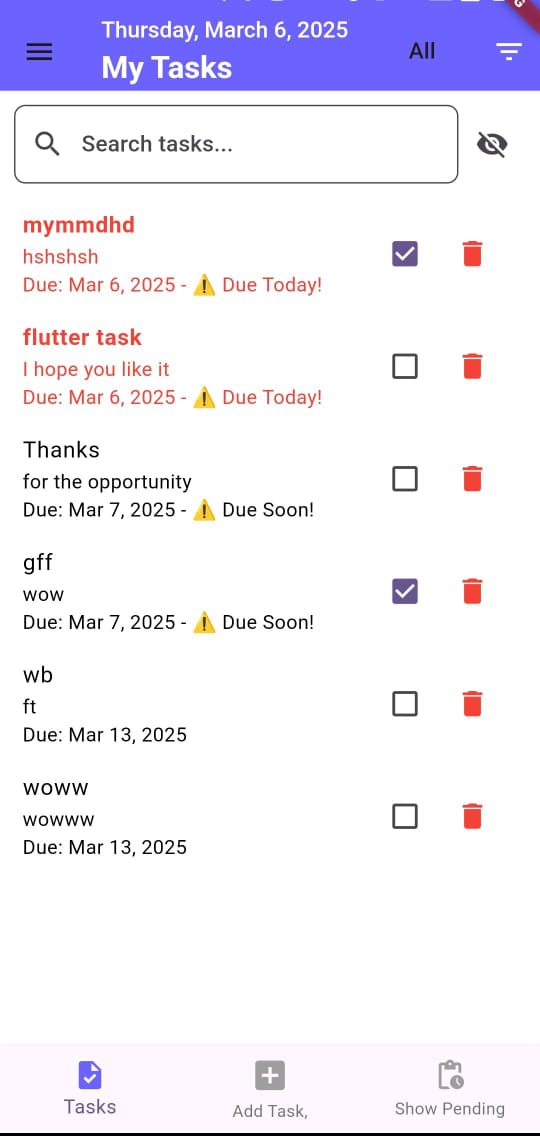 Thursday, March 6, 2025
My Tasks
All
Search tasks...
mymmdhd
hshshsh
Due: Mar 6, 2025 - ⚠️ Due Today!
flutter task
I hope you like it
Due: Mar 6, 2025 - ⚠️ Due Today!
Thanks
for the opportunity
Due: Mar 7, 2025 - ⚠️ Due Soon!
gff
wow
Due: Mar 7, 2025 - ⚠️ Due Soon!
wb
ft
Due: Mar 13, 2025
woww
wowww
Due: Mar 13, 2025
Tasks
Add Task,
Show Pending